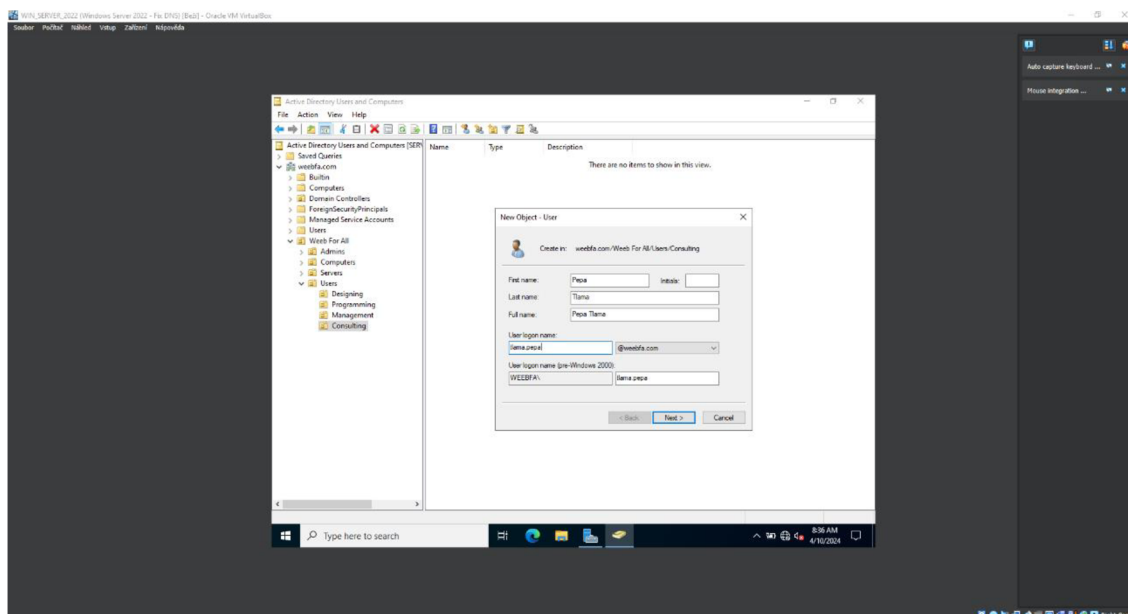 WIN_SERVER_2022 (Windows Server 2022 - Fix DNS) [Běží] - Oracle VM VirtualBox
Soubor Počítač Náhled Vstup Zařízení Nápověda
Auto capture keyboard ...
Mouse integration ...
Active Directory Users and Computers
File Action View Help
Active Directory Users and Computers [SERV
Name Type Description
Saved Queries
There are no items to show in this view.
weebfa.com
Builtin
Computers
Domain Controllers
ForeignSecurityPrincipals
Managed Service Accounts
Users
Weeb For All
Admins
Computers
Servers
Users
Designing
Programming
Management
Consulting
New Object - User
Create in: weebfa.com/Weeb For All/Users/Consulting
First name: Pepa Initials:
Last name: Tlama
Full name: Pepa Tlama
User logon name:
tlama.pepa @weebfa.com
User logon name (pre-Windows 2000):
WEEBFA\ tlama.pepa
< Back Next > Cancel
Type here to search
8:36 AM
4/10/2024